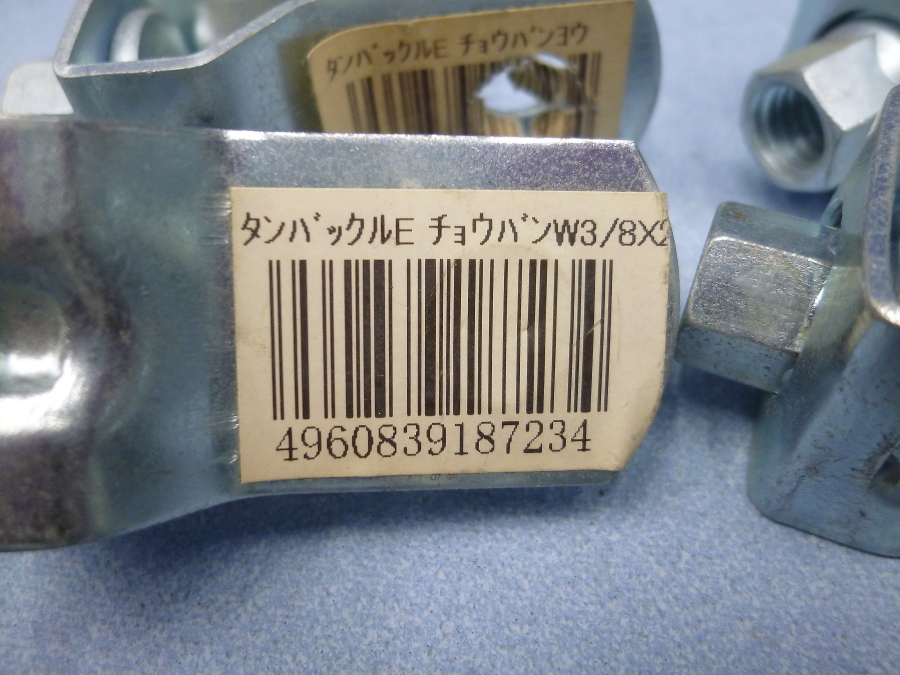 ﾀﾝﾊﾞｯｸﾙE ﾁｮｳﾊﾞﾝﾖｳ
ﾀﾝﾊﾞｯｸﾙE ﾁｮｳﾊﾞﾝW3/8X2
4960839187234